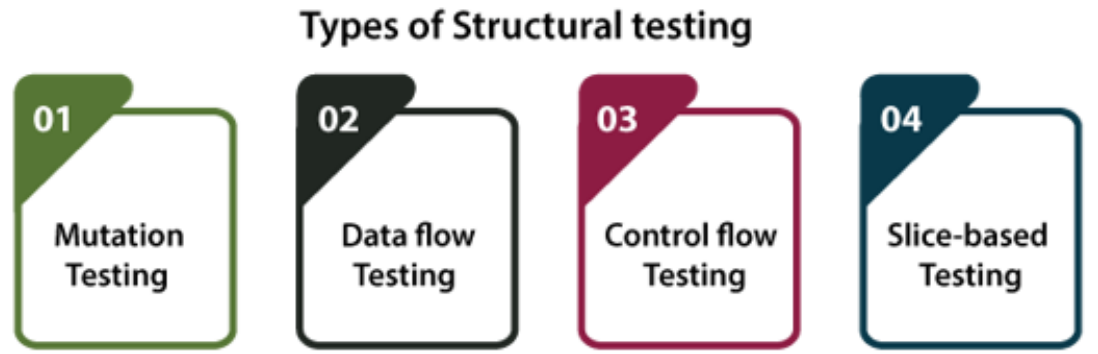 Types of Structural testing
01
Mutation
Testing
02
Data flow
Testing
03
Control flow
Testing
04
Slice-based
Testing